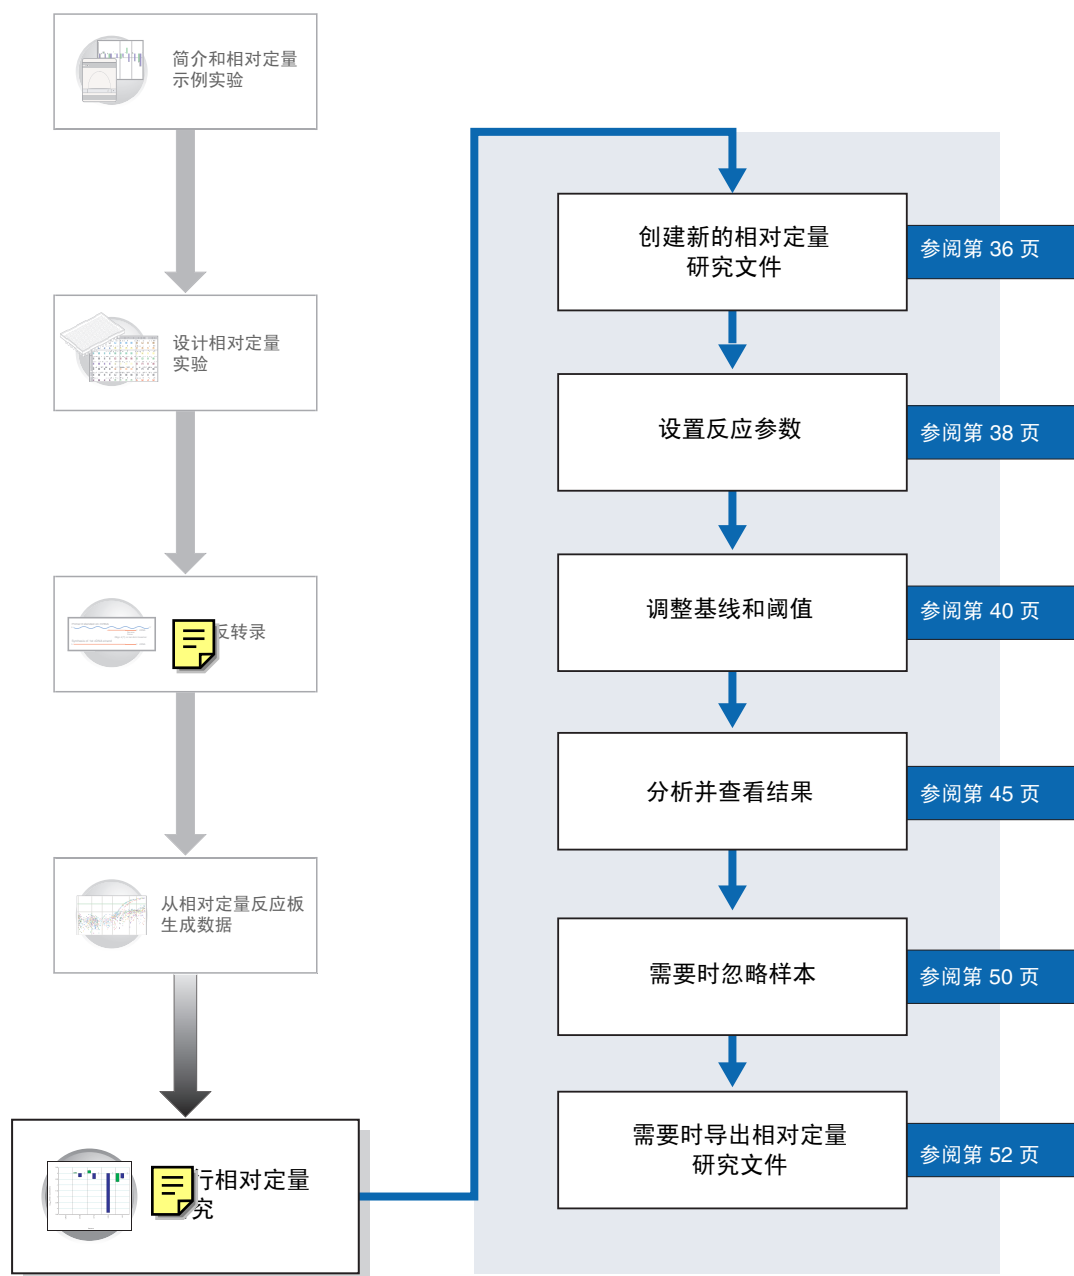 简介和相对定量
示例实验
设计相对定量
实验
反转录
从相对定量反应板
生成数据
行相对定量
究
创建新的相对定量
研究文件
参阅第 36 页
设置反应参数
参阅第 38 页
调整基线和阈值
参阅第 40 页
分析并查看结果
参阅第 45 页
需要时忽略样本
参阅第 50 页
需要时导出相对定量
研究文件
参阅第 52 页